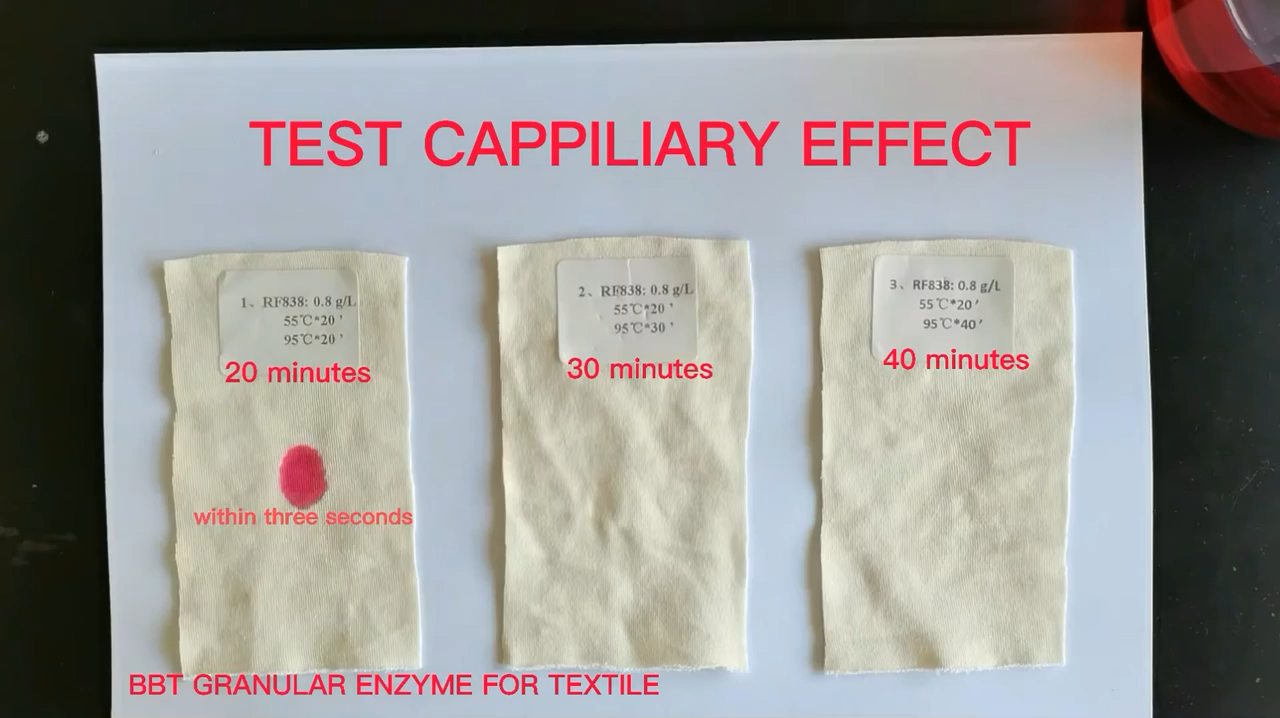 TEST CAPPILIARY EFFECT
1、RF838: 0.8 g/L
55℃*20 '
95℃*20 '
20 minutes
within three seconds
2、RF838: 0.8 g/L
55℃*20 '
95℃*30 '
30 minutes
3、RF838: 0.8 g/L
55℃*20 '
95℃*40 '
40 minutes
BBT GRANULAR ENZYME FOR TEXTILE